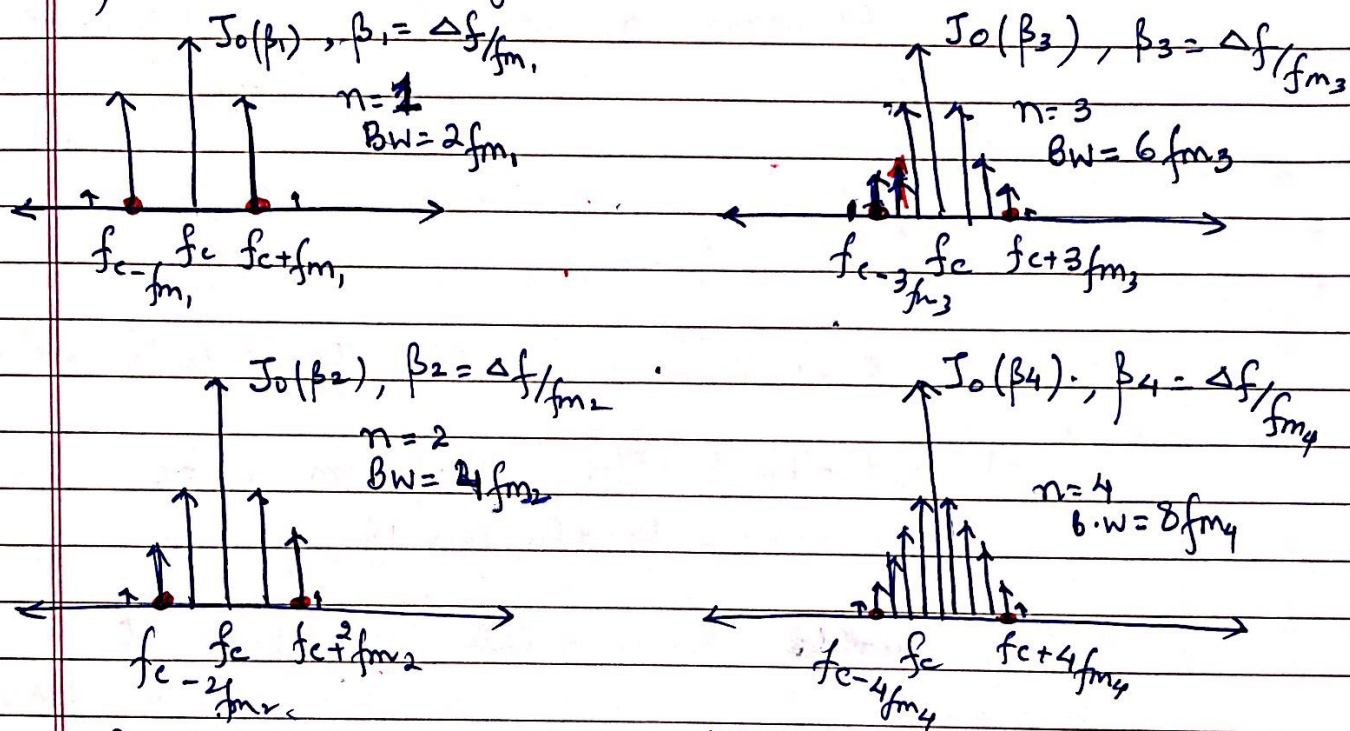 J₀(β₁), β₁ = Δf/fm₁
n=1
BW= 2fm₁
fc-fm₁ fc fc+fm₁
J₀(β₃), β₃ = Δf/fm₃
n= 3
BW= 6fm₃
fc-3fm₃ fc fc+3fm₃
J₀(β₂), β₂ = Δf/fm₂
n=2
BW= 4fm₂
fc-2fm₂ fc fc+2fm₂
J₀(β₄)., β₄ = Δf/fm₄
n=4
B.W=8fm₄
fc-4fm₄ fc fc+4fm₄